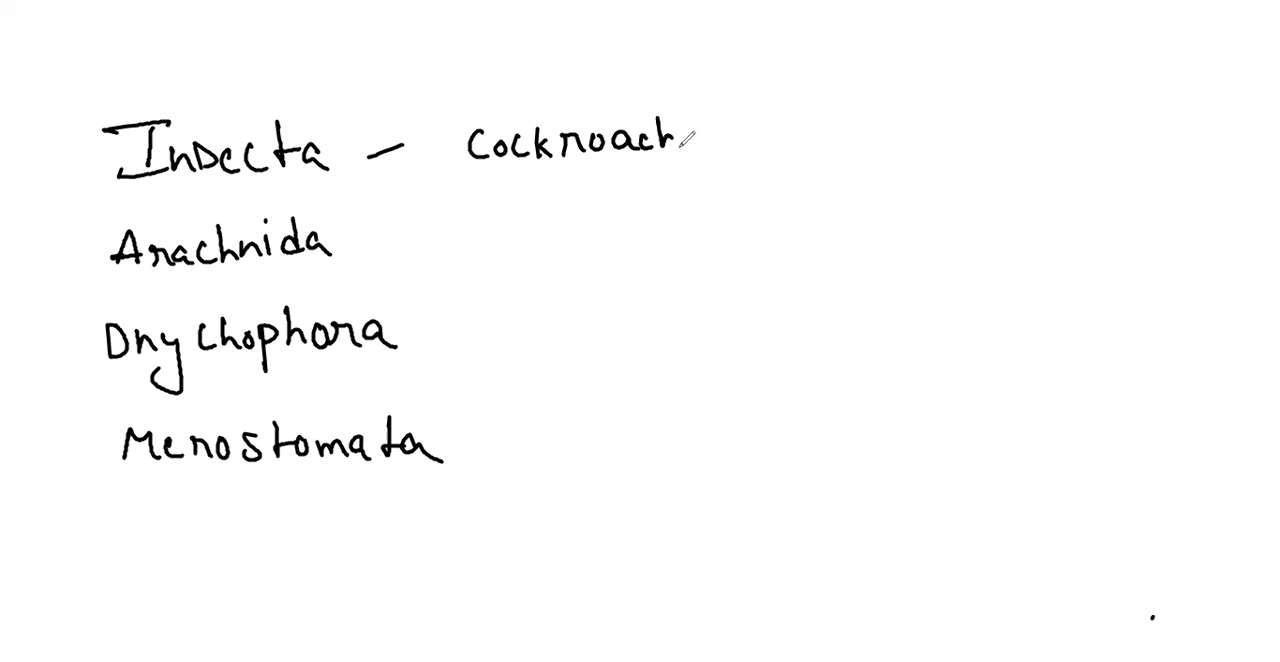 Insecta - Cockroach
Arachnida
Onychophora
Merostomata